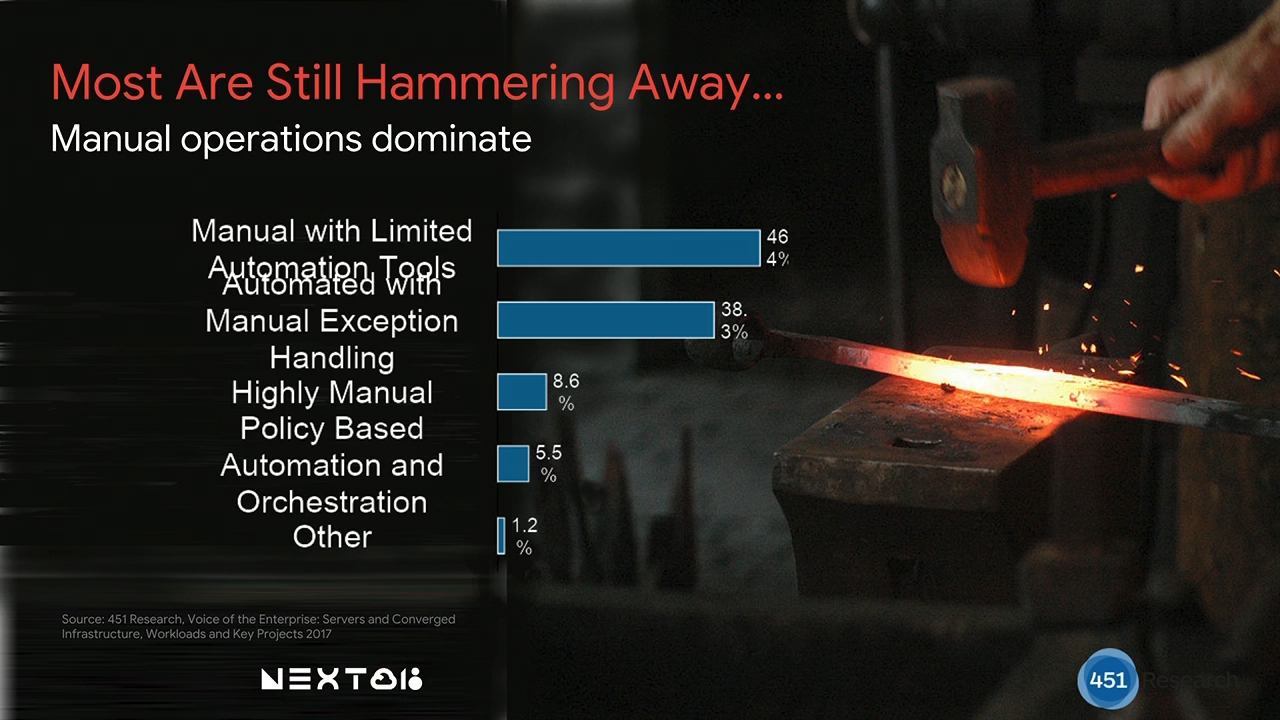 Most Are Still Hammering Away...
Manual operations dominate
Manual with Limited
Automation Tools
46
4%
Automated with
Manual Exception
Handling
38.
3%
Highly Manual
8.6
%
Policy Based
Automation and
Orchestration
5.5
%
Other
1.2
%
Source: 451 Research, Voice of the Enterprise: Servers and Converged
Infrastructure, Workloads and Key Projects 2017
NEXT018
451 Research